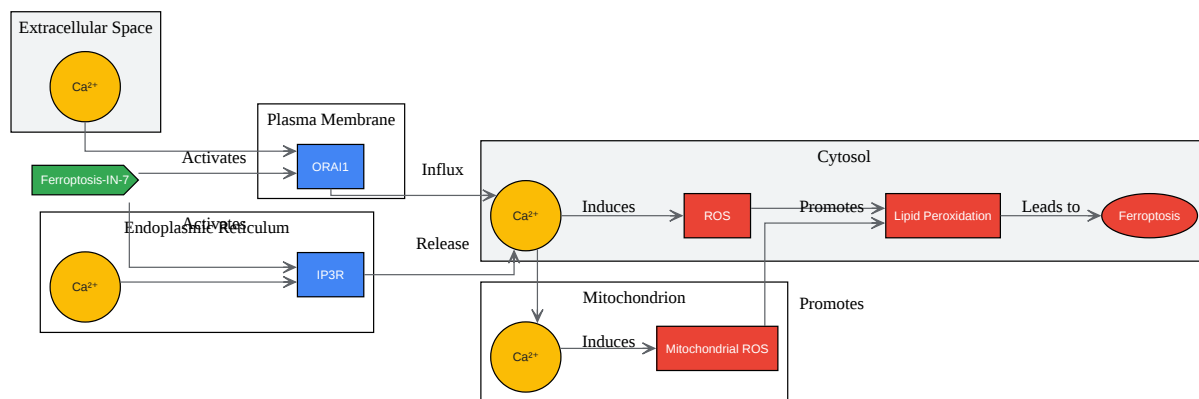 Extracellular Space
Ca²⁺
Plasma Membrane
Activates
ORAI1
Ferroptosis-IN-7
Influx
Activates
Endoplasmic Reticulum
Ca²⁺
IP3R
Release
Cytosol
Ca²⁺
Induces
ROS
Promotes
Lipid Peroxidation
Leads to
Ferroptosis
Mitochondrion
Promotes
Ca²⁺
Induces
Mitochondrial ROS